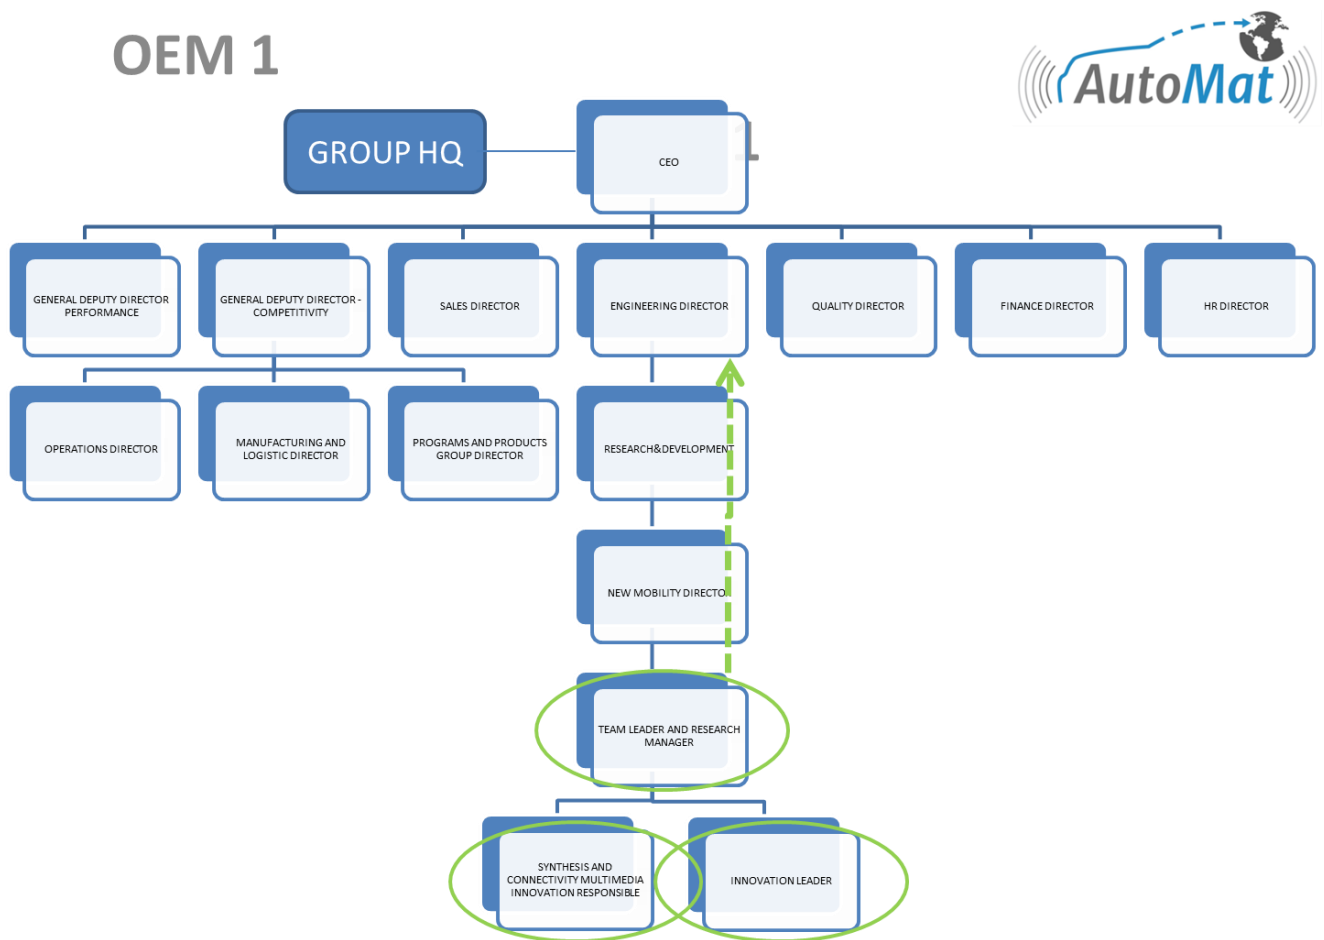 OEM 1
AutoMat
GROUP HQ
CEO
1
GENERAL DEPUTY DIRECTOR
PERFORMANCE
GENERAL DEPUTY DIRECTOR -
COMPETITIVITY
SALES DIRECTOR
ENGINEERING DIRECTOR
QUALITY DIRECTOR
FINANCE DIRECTOR
HR DIRECTOR
OPERATIONS DIRECTOR
MANUFACTURING AND
LOGISTIC DIRECTOR
PROGRAMS AND PRODUCTS
GROUP DIRECTOR
RESEARCH&DEVELOPMENT
NEW MOBILITY DIRECTOR
TEAM LEADER AND RESEARCH
MANAGER
SYNTHESIS AND
CONNECTIVITY MULTIMEDIA
INNOVATION RESPONSIBLE
INNOVATION LEADER